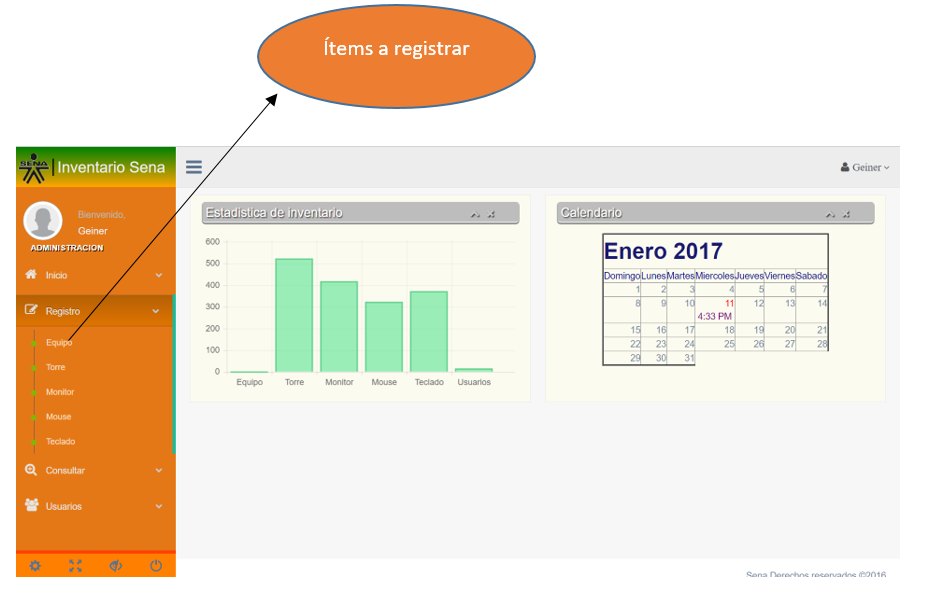 Ítems a registrar
SENA
Inventario Sena
Geiner
Bienvenido,
Geiner
ADMINISTRACION
Inicio
Registro
Equipo
Torre
Monitor
Mouse
Teclado
Consultar
Usuarios
Estadistica de inventario
600
500
400
300
200
100
0
Equipo Torre Monitor Mouse Teclado Usuarios
Calendario
Enero 2017
Domingo Lunes Martes Miercoles Jueves Viernes Sabado
1 2 3 4 5 6 7
8 9 10 11 12 13 14
4:33 PM
15 16 17 18 19 20 21
22 23 24 25 26 27 28
29 30 31
Sena Derechos reservados ©2016